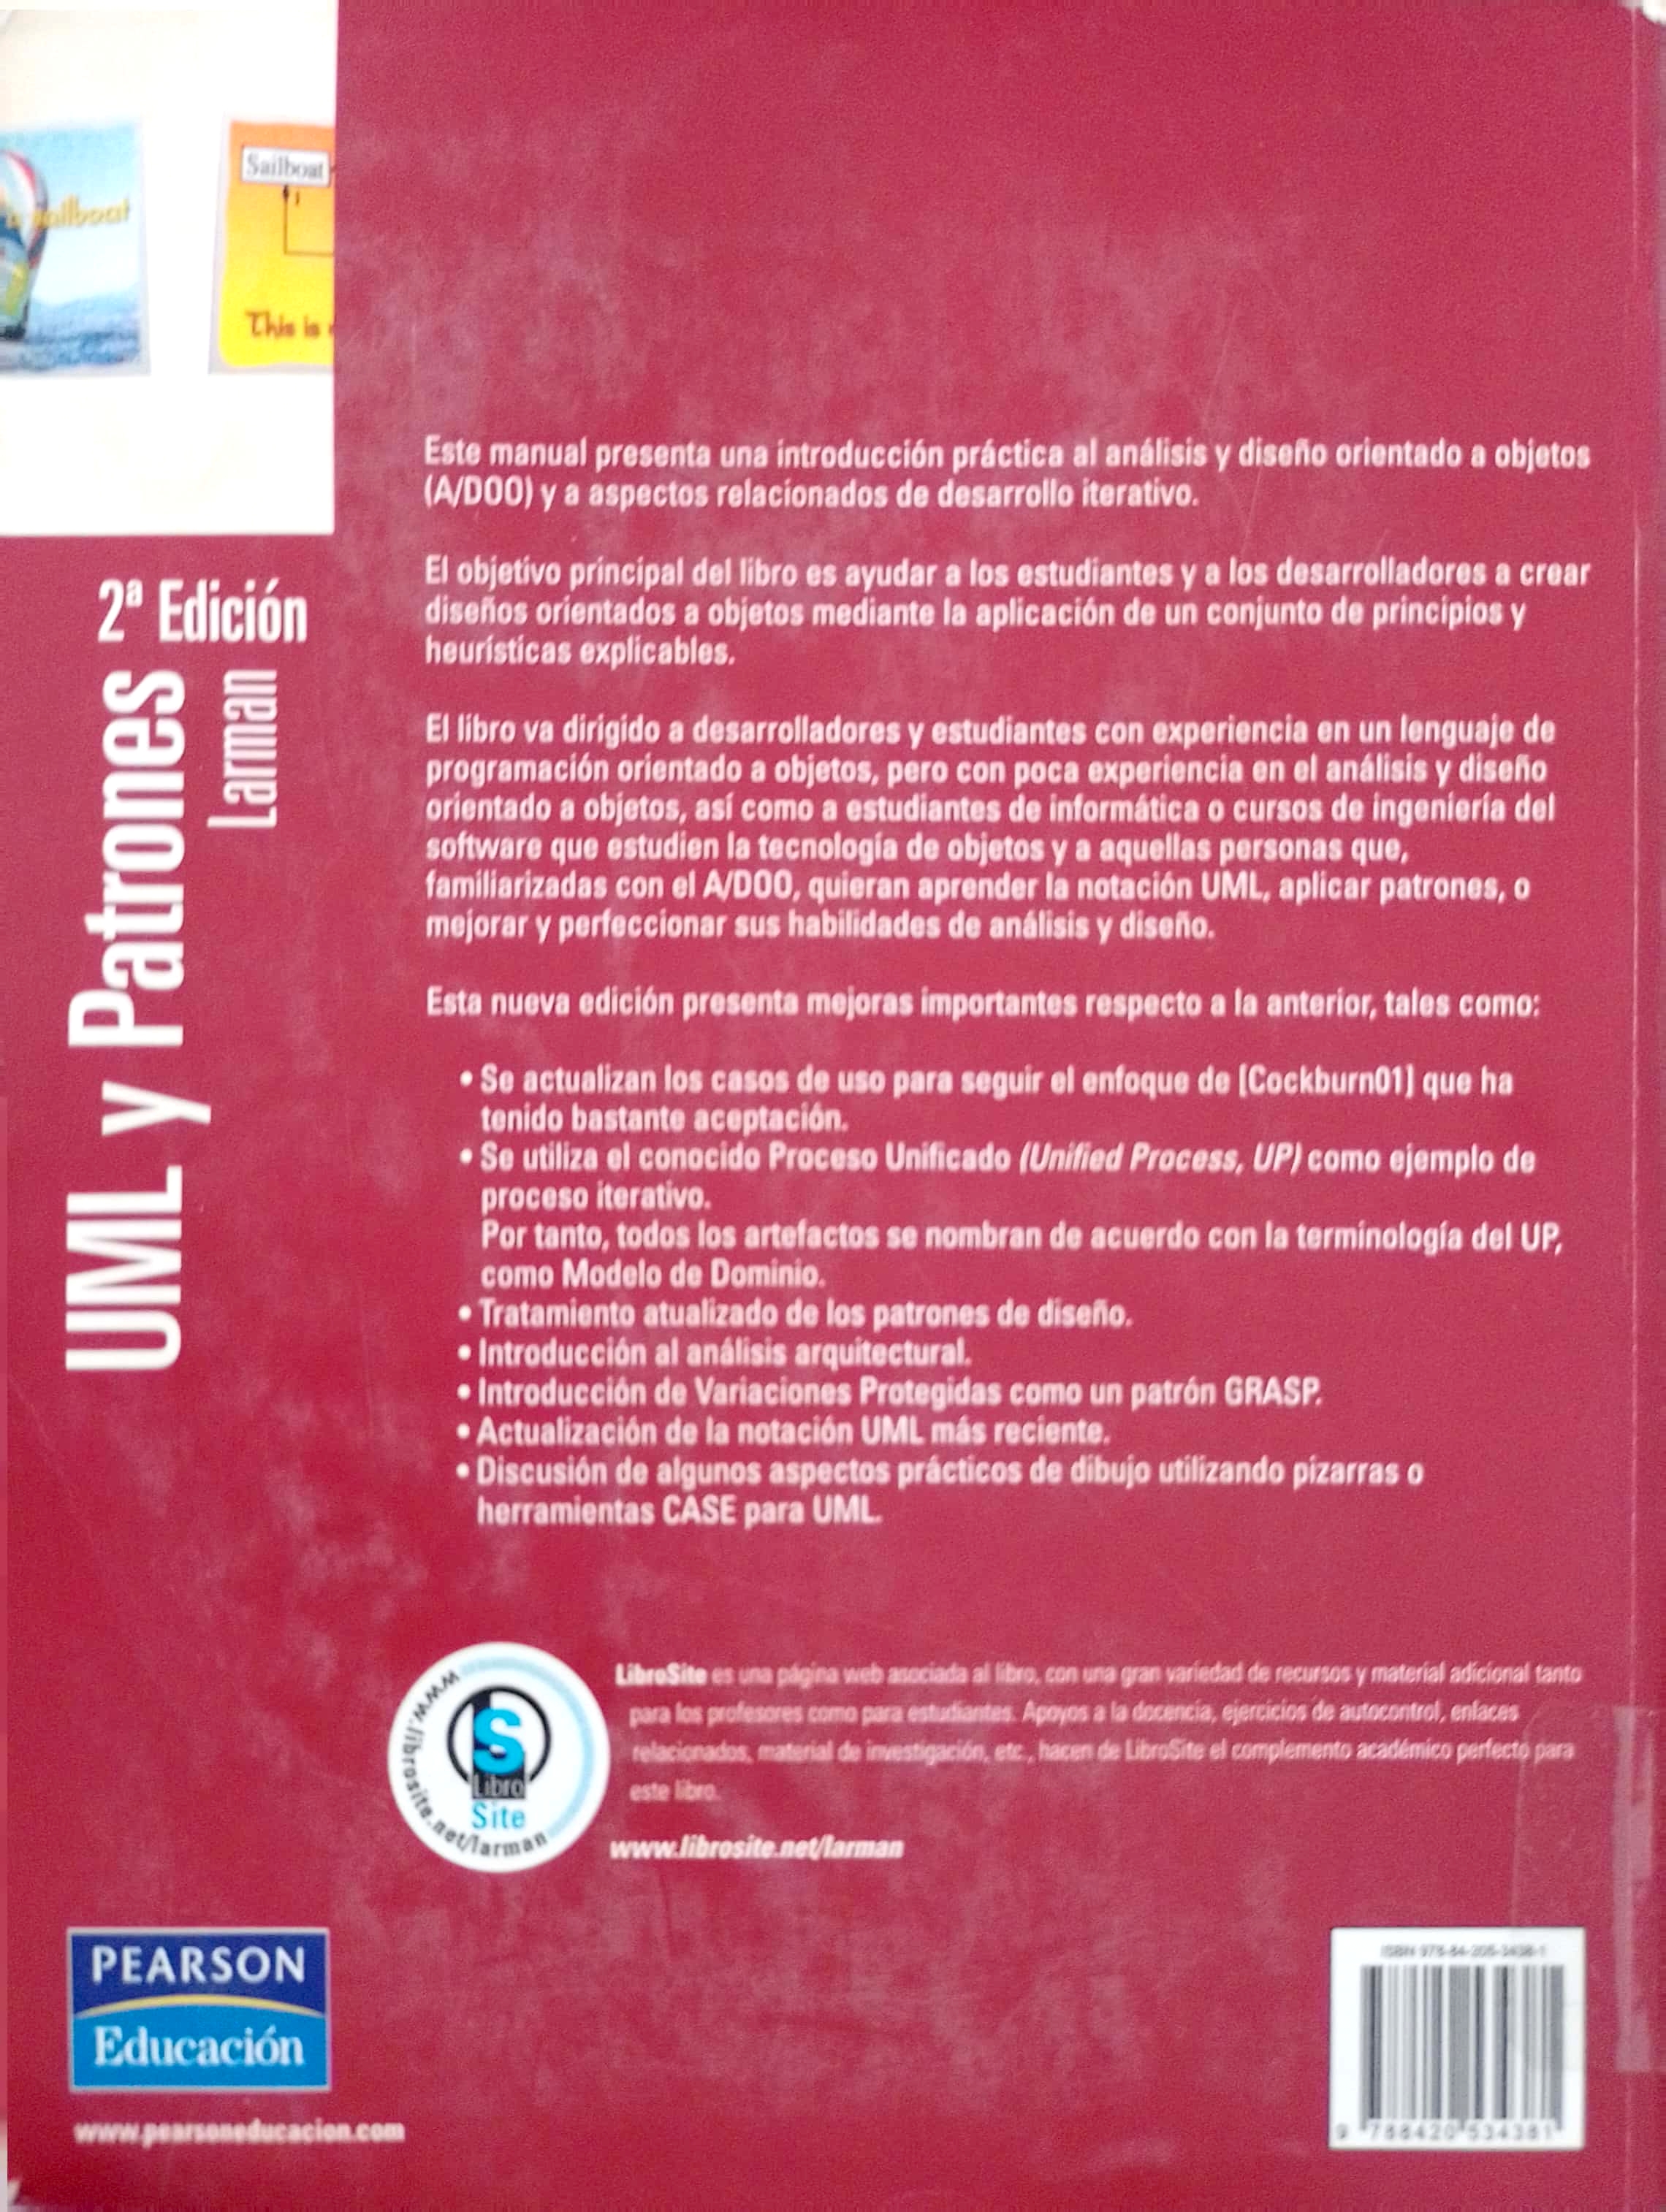 Sailboat
sailboat
This is
2ª Edición
UML y Patrones
Larman
Este manual presenta una introducción práctica al análisis y diseño orientado a objetos
(A/DOO) y a aspectos relacionados de desarrollo iterativo.
El objetivo principal del libro es ayudar a los estudiantes y a los desarrolladores a crear
diseños orientados a objetos mediante la aplicación de un conjunto de principios y
heurísticas explicables.
El libro va dirigido a desarrolladores y estudiantes con experiencia en un lenguaje de
programación orientado a objetos, pero con poca experiencia en el análisis y diseño
orientado a objetos, así como a estudiantes de informática o cursos de ingeniería del
software que estudien la tecnología de objetos y a aquellas personas que,
familiarizadas con el A/DOO, quieran aprender la notación UML, aplicar patrones, o
mejorar y perfeccionar sus habilidades de análisis y diseño.
Esta nueva edición presenta mejoras importantes respecto a la anterior, tales como:
• Se actualizan los casos de uso para seguir el enfoque de [Cockburn01] que ha
tenido bastante aceptación.
• Se utiliza el conocido Proceso Unificado (Unified Process, UP) como ejemplo de
proceso iterativo.
Por tanto, todos los artefactos se nombran de acuerdo con la terminología del UP,
como Modelo de Dominio.
• Tratamiento atualizado de los patrones de diseño.
• Introducción al análisis arquitectural.
• Introducción de Variaciones Protegidas como un patrón GRASP.
• Actualización de la notación UML más reciente.
• Discusión de algunos aspectos prácticos de dibujo utilizando pizarras o
herramientas CASE para UML.
www.librosite.net/larman
LS
Libro
Site
LibroSite es una página web asociada al libro, con una gran variedad de recursos y material adicional tanto
para los profesores como para estudiantes. Apoyos a la docencia, ejercicios de autocontrol, enlaces
relacionados, material de investigación, etc., hacen de LibroSite el complemento académico perfecto para
este libro.
www.librosite.net/larman
PEARSON
Educación
www.pearsoneducacion.com
ISBN 978-84-205-3438-1
9 788420 534381